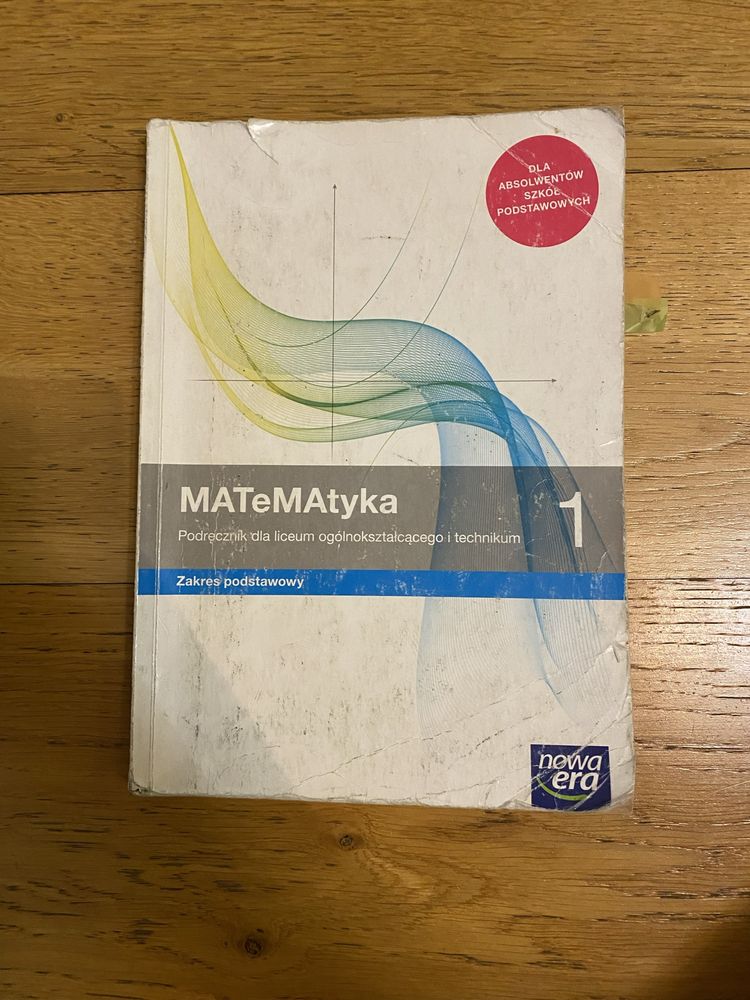 DLA
ABSOLWENTÓW
SZKÓŁ
PODSTAWOWYCH
MATeMAtyka
1
Podręcznik dla liceum ogólnokształcącego i technikum
Zakres podstawowy
nowa
era